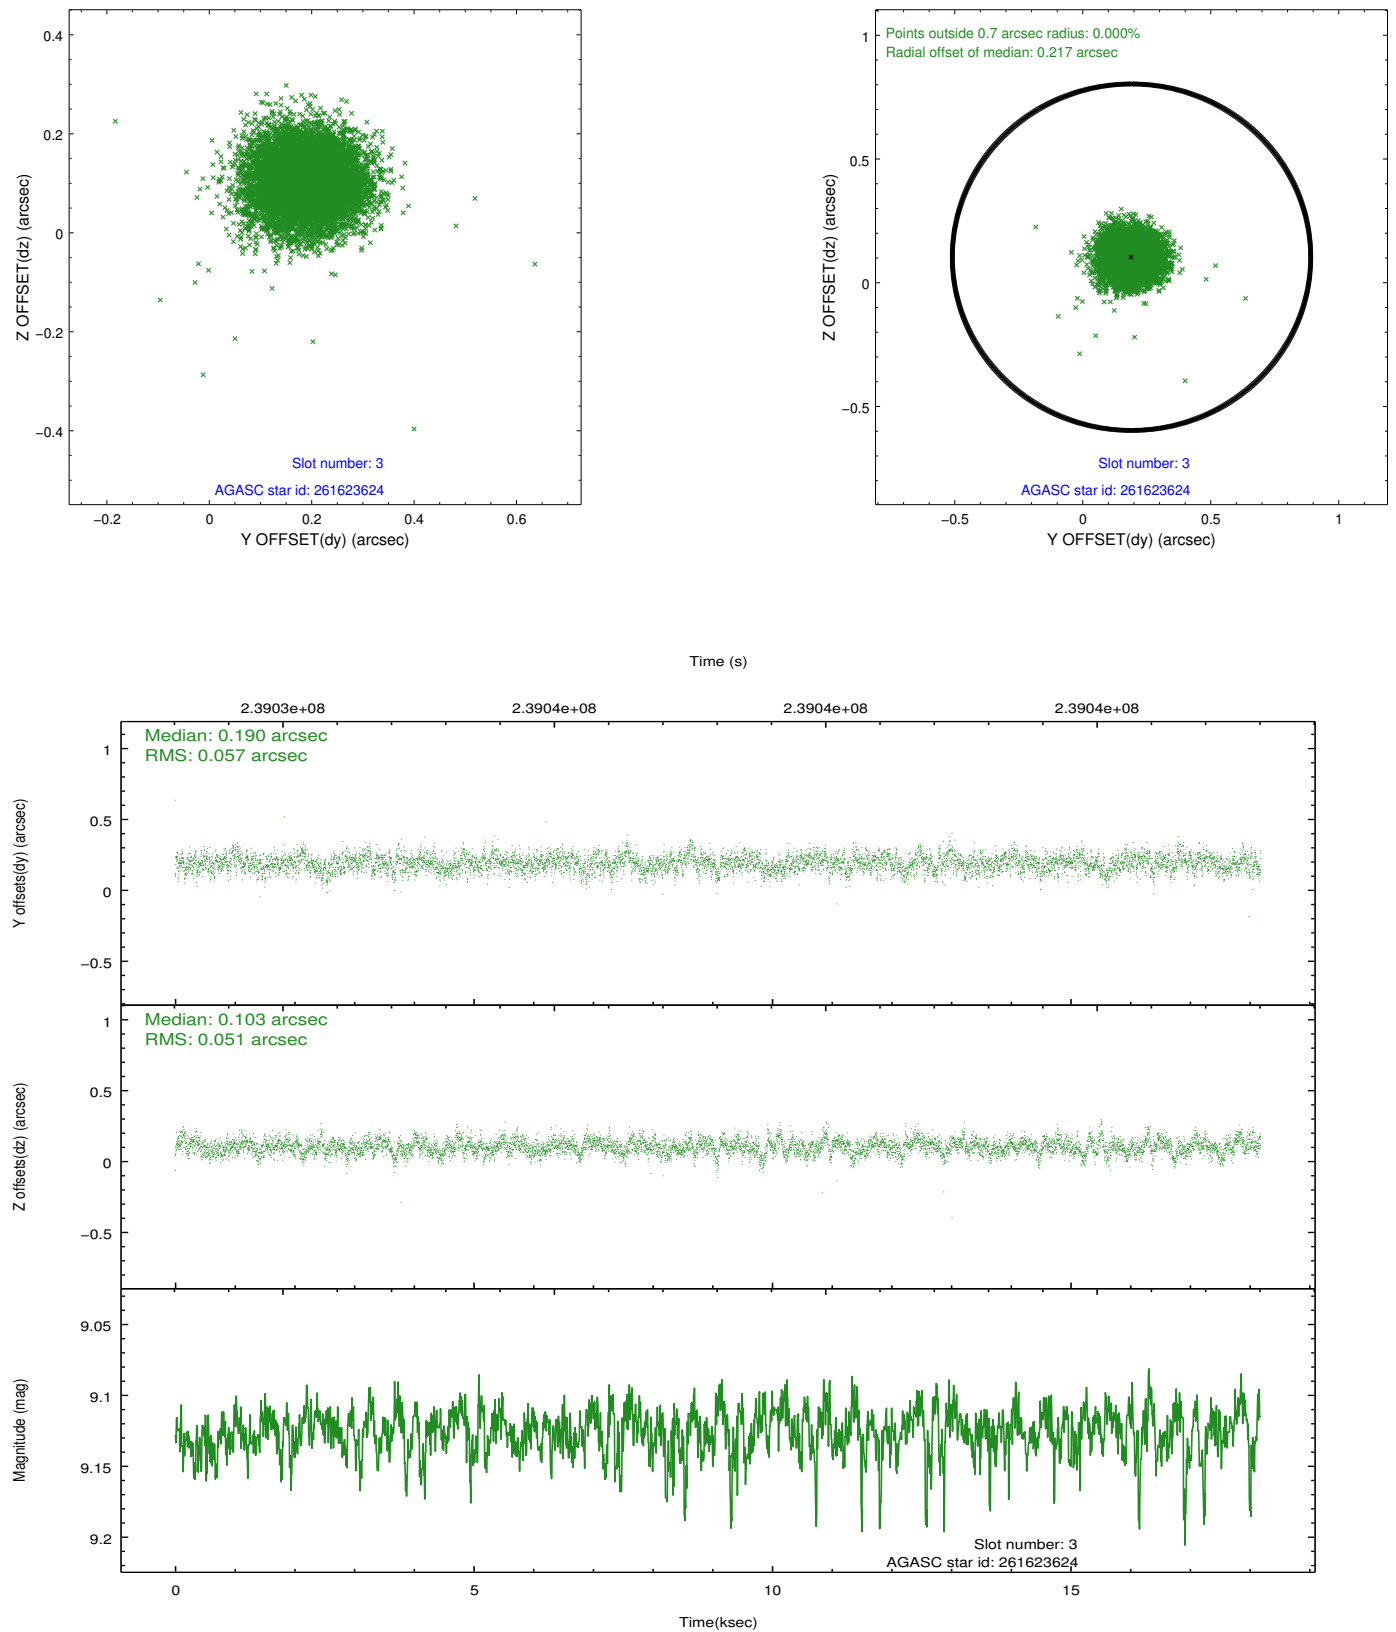 0.4
0.2
0
−0.2
−0.4
Z OFFSET(dz) (arcsec)
Slot number: 3
AGASC star id: 261623624
−0.2 0 0.2 0.4 0.6
Y OFFSET(dy) (arcsec)
Points outside 0.7 arcsec radius: 0.000%
Radial offset of median: 0.217 arcsec
1
0.5
0
−0.5
Z OFFSET(dz) (arcsec)
Slot number: 3
AGASC star id: 261623624
−0.5 0 0.5 1
Y OFFSET(dy) (arcsec)
Time (s)
2.3903e+08 2.3904e+08 2.3904e+08 2.3904e+08
Median: 0.190 arcsec
RMS: 0.057 arcsec
1
0.5
0
−0.5
Y offsets(dy) (arcsec)
Median: 0.103 arcsec
RMS: 0.051 arcsec
1
0.5
0
−0.5
Z offsets(dz) (arcsec)
9.05
9.1
9.15
9.2
Magnitude (mag)
Slot number: 3
AGASC star id: 261623624
0 5 10 15
Time(ksec)